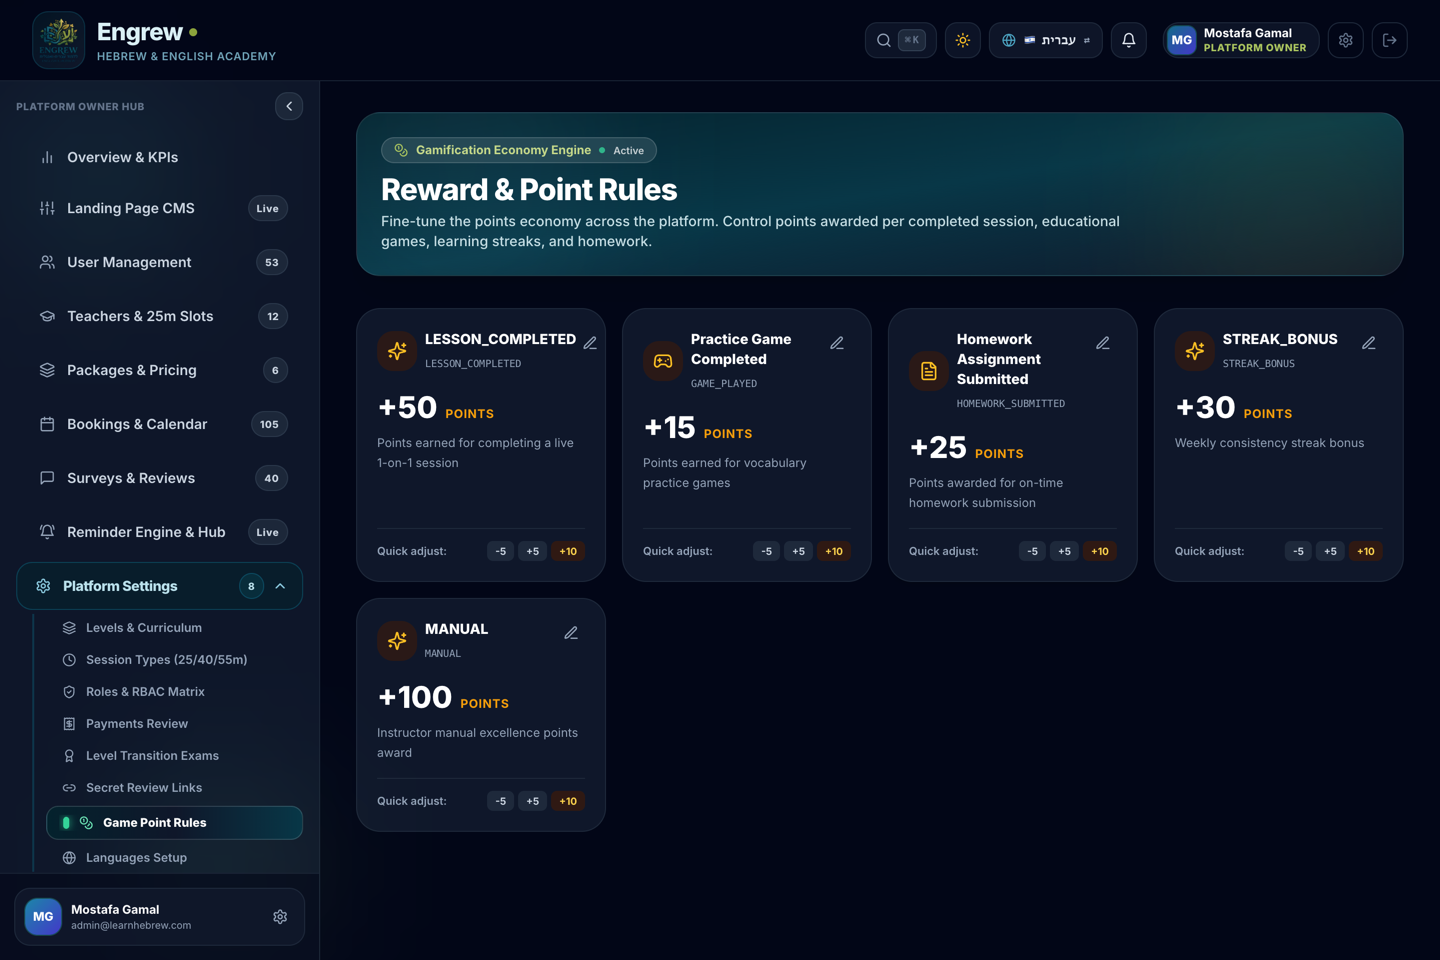 ENGREW
Engrew
HEBREW & ENGLISH ACADEMY
⌘K
עברית
MG
Mostafa Gamal
PLATFORM OWNER
PLATFORM OWNER HUB
Overview & KPIs
Landing Page CMS
Live
User Management
53
Teachers & 25m Slots
12
Packages & Pricing
6
Bookings & Calendar
105
Surveys & Reviews
40
Reminder Engine & Hub
Live
Platform Settings
8
Levels & Curriculum
Session Types (25/40/55m)
Roles & RBAC Matrix
Payments Review
Level Transition Exams
Secret Review Links
Game Point Rules
Languages Setup
MG
Mostafa Gamal
admin@learnhebrew.com
Gamification Economy Engine
Active
Reward & Point Rules
Fine-tune the points economy across the platform. Control points awarded per completed session, educational
games, learning streaks, and homework.
LESSON_COMPLETED
LESSON_COMPLETED
+50 POINTS
Points earned for completing a live
1-on-1 session
Quick adjust:
-5
+5
+10
Practice Game
Completed
GAME_PLAYED
+15 POINTS
Points earned for vocabulary
practice games
Quick adjust:
-5
+5
+10
Homework
Assignment
Submitted
HOMEWORK_SUBMITTED
+25 POINTS
Points awarded for on-time
homework submission
Quick adjust:
-5
+5
+10
STREAK_BONUS
STREAK_BONUS
+30 POINTS
Weekly consistency streak bonus
Quick adjust:
-5
+5
+10
MANUAL
MANUAL
+100 POINTS
Instructor manual excellence points
award
Quick adjust:
-5
+5
+10